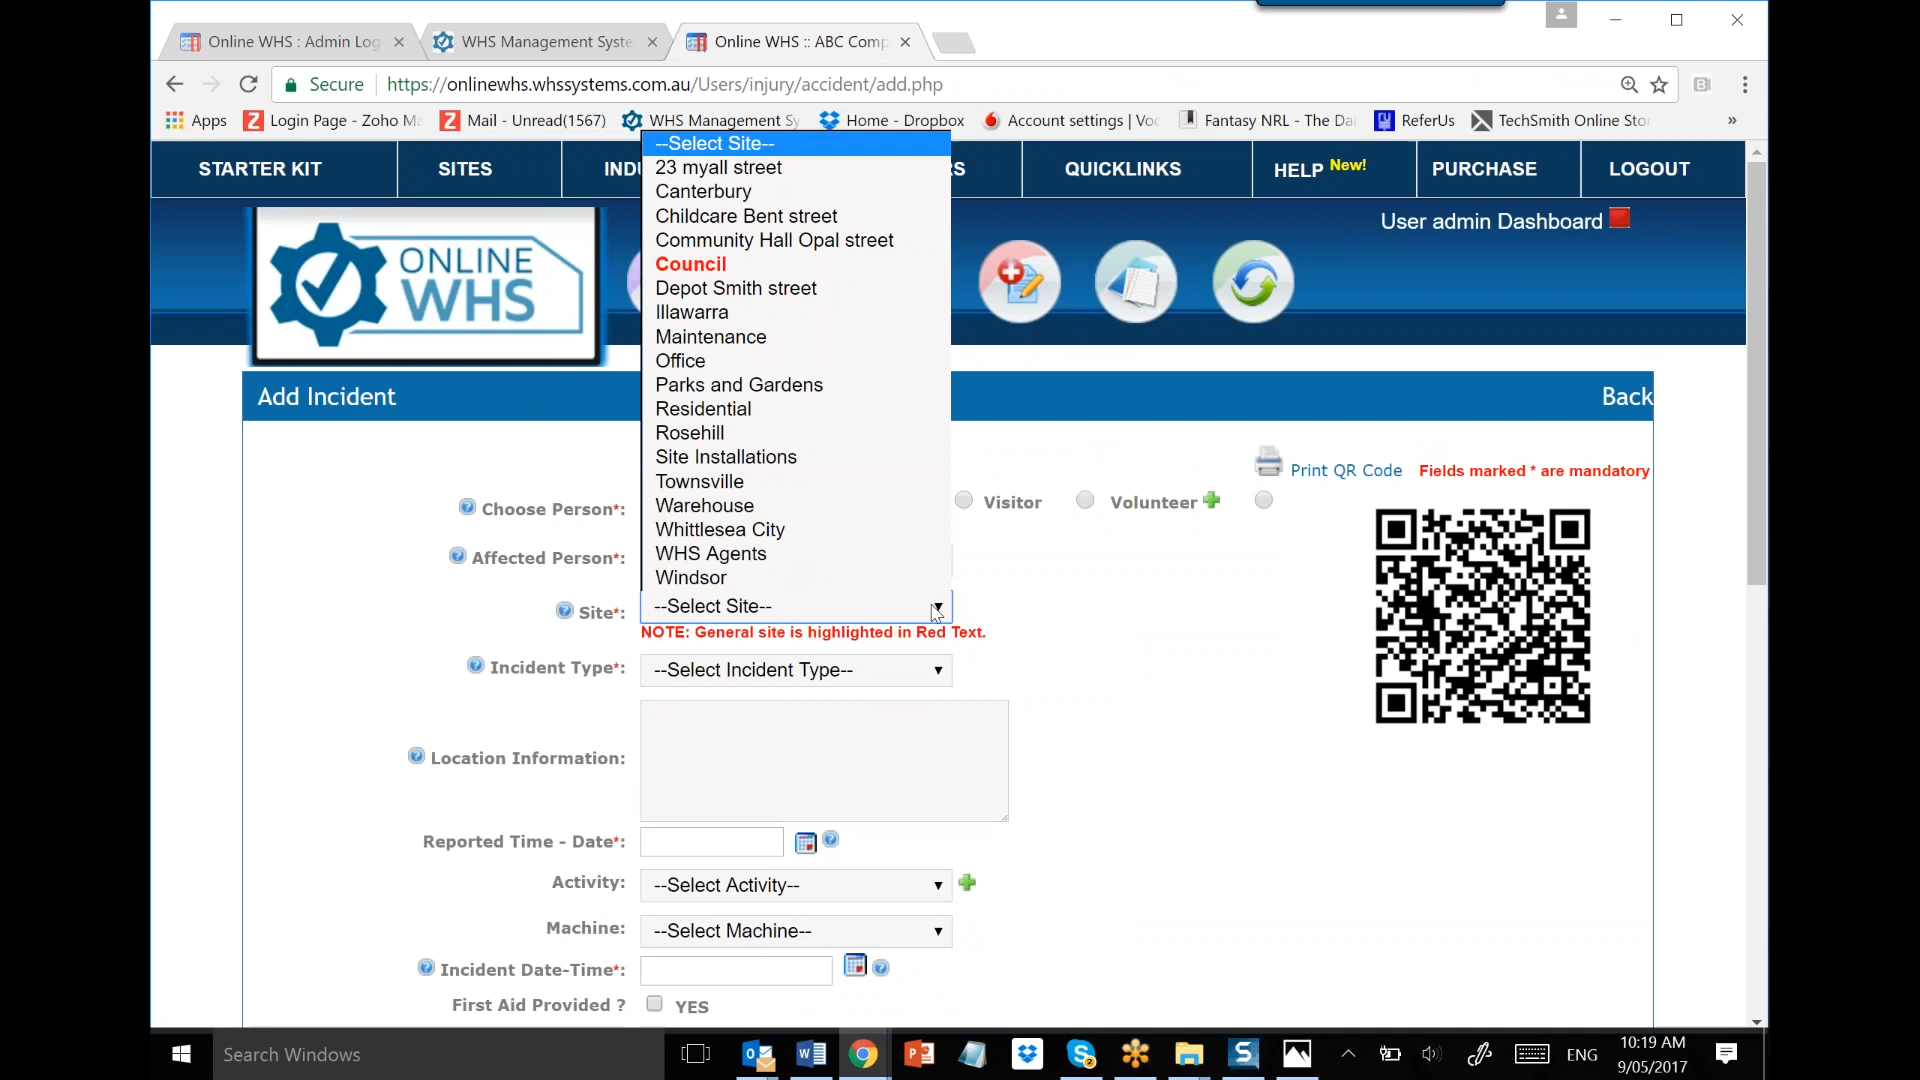 Online WHS : Admin Log
WHS Management Syste
Online WHS :: ABC Comp
Secure
https://onlinewhs.whssystems.com.au/Users/injury/accident/add.php
Apps
Login Page - Zoho Ma
Mail - Unread(1567)
WHS Management Sy
Home - Dropbox
Account settings | Voc
Fantasy NRL - The Dai
ReferUs
TechSmith Online Stor
»
STARTER KIT
SITES
QUICKLINKS
HELP New!
PURCHASE
LOGOUT
ONLINE
WHS
User admin Dashboard
--Select Site--
23 myall street
Canterbury
Childcare Bent street
Community Hall Opal street
Council
Depot Smith street
Illawarra
Maintenance
Office
Parks and Gardens
Residential
Rosehill
Site Installations
Townsville
Warehouse
Whittlesea City
WHS Agents
Windsor
Add Incident
Back
Print QR Code
Fields marked * are mandatory
Choose Person*:
Visitor
Volunteer
Affected Person*:
Site*:
--Select Site--
NOTE: General site is highlighted in Red Text.
Incident Type*:
--Select Incident Type--
Location Information:
Reported Time - Date*:
Activity:
--Select Activity--
Machine:
--Select Machine--
Incident Date-Time*:
First Aid Provided ?
YES
Search Windows
ENG
10:19 AM
9/05/2017